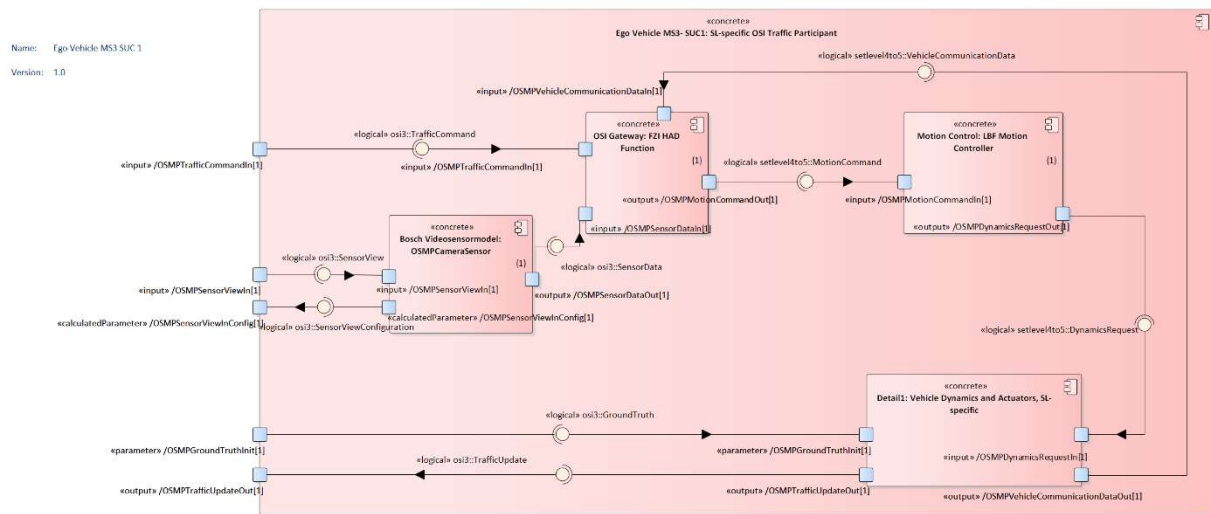 «concrete»
Ego Vehicle MS3- SUC1: SL-specific OSI Traffic Participant
Name: Ego Vehicle MS3 SUC 1
Version: 1.0
«logical» setlevel4to5::VehicleCommunicationData
«input» /OSMPVehicleCommunicationDataIn[1]
«concrete»
OSI Gateway: FZI HAD
Function
(1)
«concrete»
Motion Control: LBF Motion
Controller
(1)
«logical» osi3::TrafficCommand
«input» /OSMPTrafficCommandIn[1]
«input» /OSMPTrafficCommandIn[1]
«logical» setlevel4to5::MotionCommand
«output» /OSMPMotionCommandOut[1]
«input» /OSMPMotionCommandIn[1]
«input» /OSMPSensorDataIn[1]
«output» /OSMPDynamicsRequestOut[1]
«concrete»
Bosch Videosensormodel:
OSMPCameraSensor
(1)
«logical» osi3::SensorView
«logical» osi3::SensorData
«input» /OSMPSensorViewIn[1]
«input» /OSMPSensorViewIn[1]
«output» /OSMPSensorDataOut[1]
«calculatedParameter» /OSMPSensorViewInConfig[1]
«logical» osi3::SensorViewConfiguration
«calculatedParameter» /OSMPSensorViewInConfig[1]
«logical» setlevel4to5::DynamicsRequest
«concrete»
Detail1: Vehicle Dynamics and Actuators, SL-
specific
«logical» osi3::GroundTruth
«parameter» /OSMPGroundTruthInit[1]
«parameter» /OSMPGroundTruthInit[1]
«input» /OSMPDynamicsRequestIn[1]
«logical» osi3::TrafficUpdate
«output» /OSMPTrafficUpdateOut[1]
«output» /OSMPTrafficUpdateOut[1]
«output» /OSMPVehicleCommunicationDataOut[1]